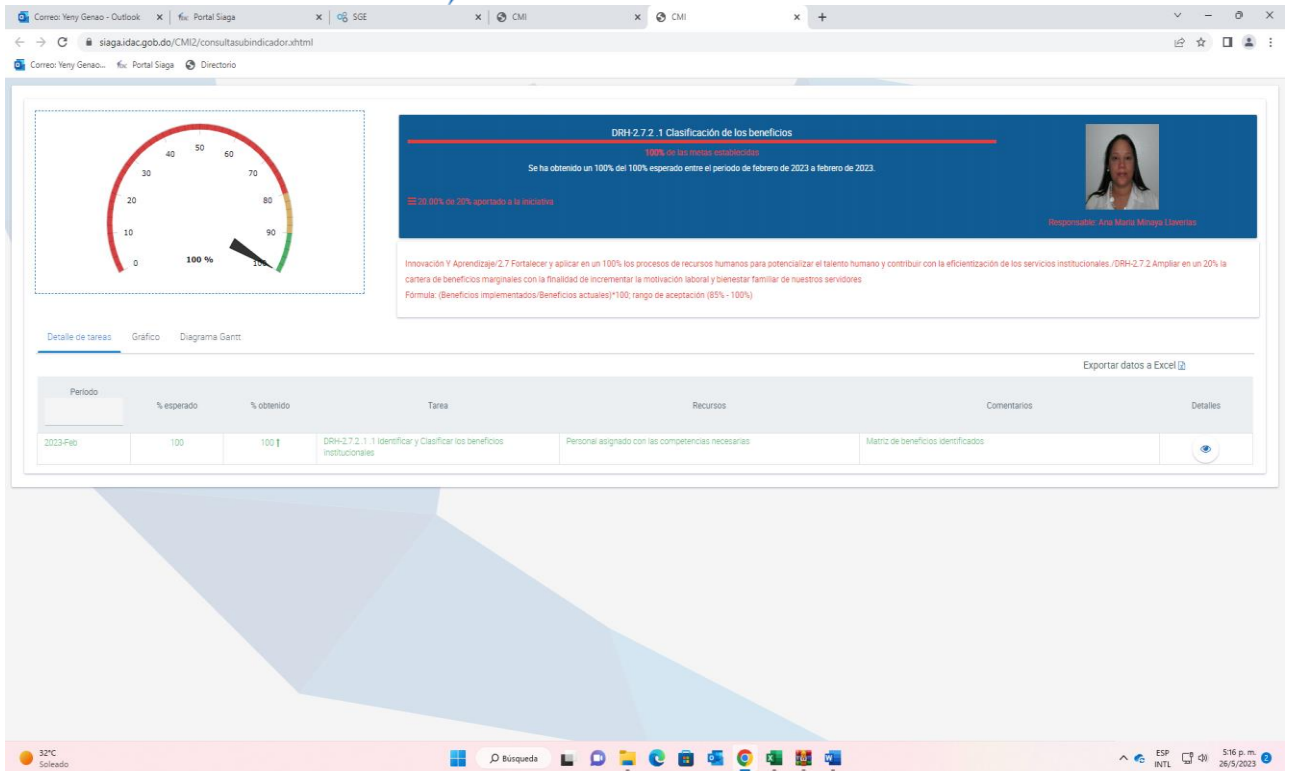 Correo: Yeny Genao - Outlook
Portal Siaga
SGE
CMI
CMI
siaga.idac.gob.do/CMI2/consultasubindicador.xhtml
Correo: Yeny Genao...
Portal Siaga
Directorio
0
10
20
30
40
50
60
70
80
90
100
100 %
DRH-2.7.2 .1 Clasificación de los beneficios
100% de las metas establecidas
Se ha obtenido un 100% del 100% esperado entre el periodo de febrero de 2023 a febrero de 2023.
20.00% de 20% aportado a la iniciativa
Responsable: Ana Maria Minaya Llaverias
Innovación Y Aprendizaje/2.7 Fortalecer y aplicar en un 100% los procesos de recursos humanos para potencializar el talento humano y contribuir con la eficientización de los servicios institucionales./DRH-2.7.2 Ampliar en un 20% la
cartera de beneficios marginales con la finalidad de incrementar la motivación laboral y bienestar familiar de nuestros servidores
Fórmula: (Beneficios implementados/Beneficios actuales)*100; rango de aceptación (85% - 100%)
Detalle de tareas
Gráfico
Diagrama Gantt
Exportar datos a Excel
Periodo
% esperado
% obtenido
Tarea
Recursos
Comentarios
Detalles
2023-Feb
100
100
DRH-2.7.2 .1 .1 Identificar y Clasificar los beneficios
institucionales
Personal asignado con las competencias necesarias
Matriz de beneficios identificados
32°C
Soleado
Búsqueda
ESP
INTL
5:16 p. m.
26/5/2023
2